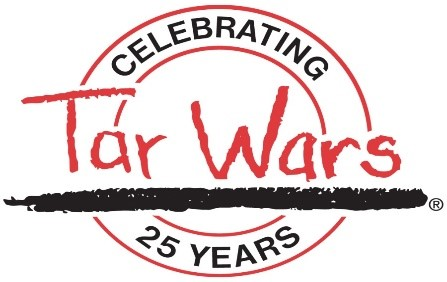 CELEBRATING
Tar Wars
®
25 YEARS